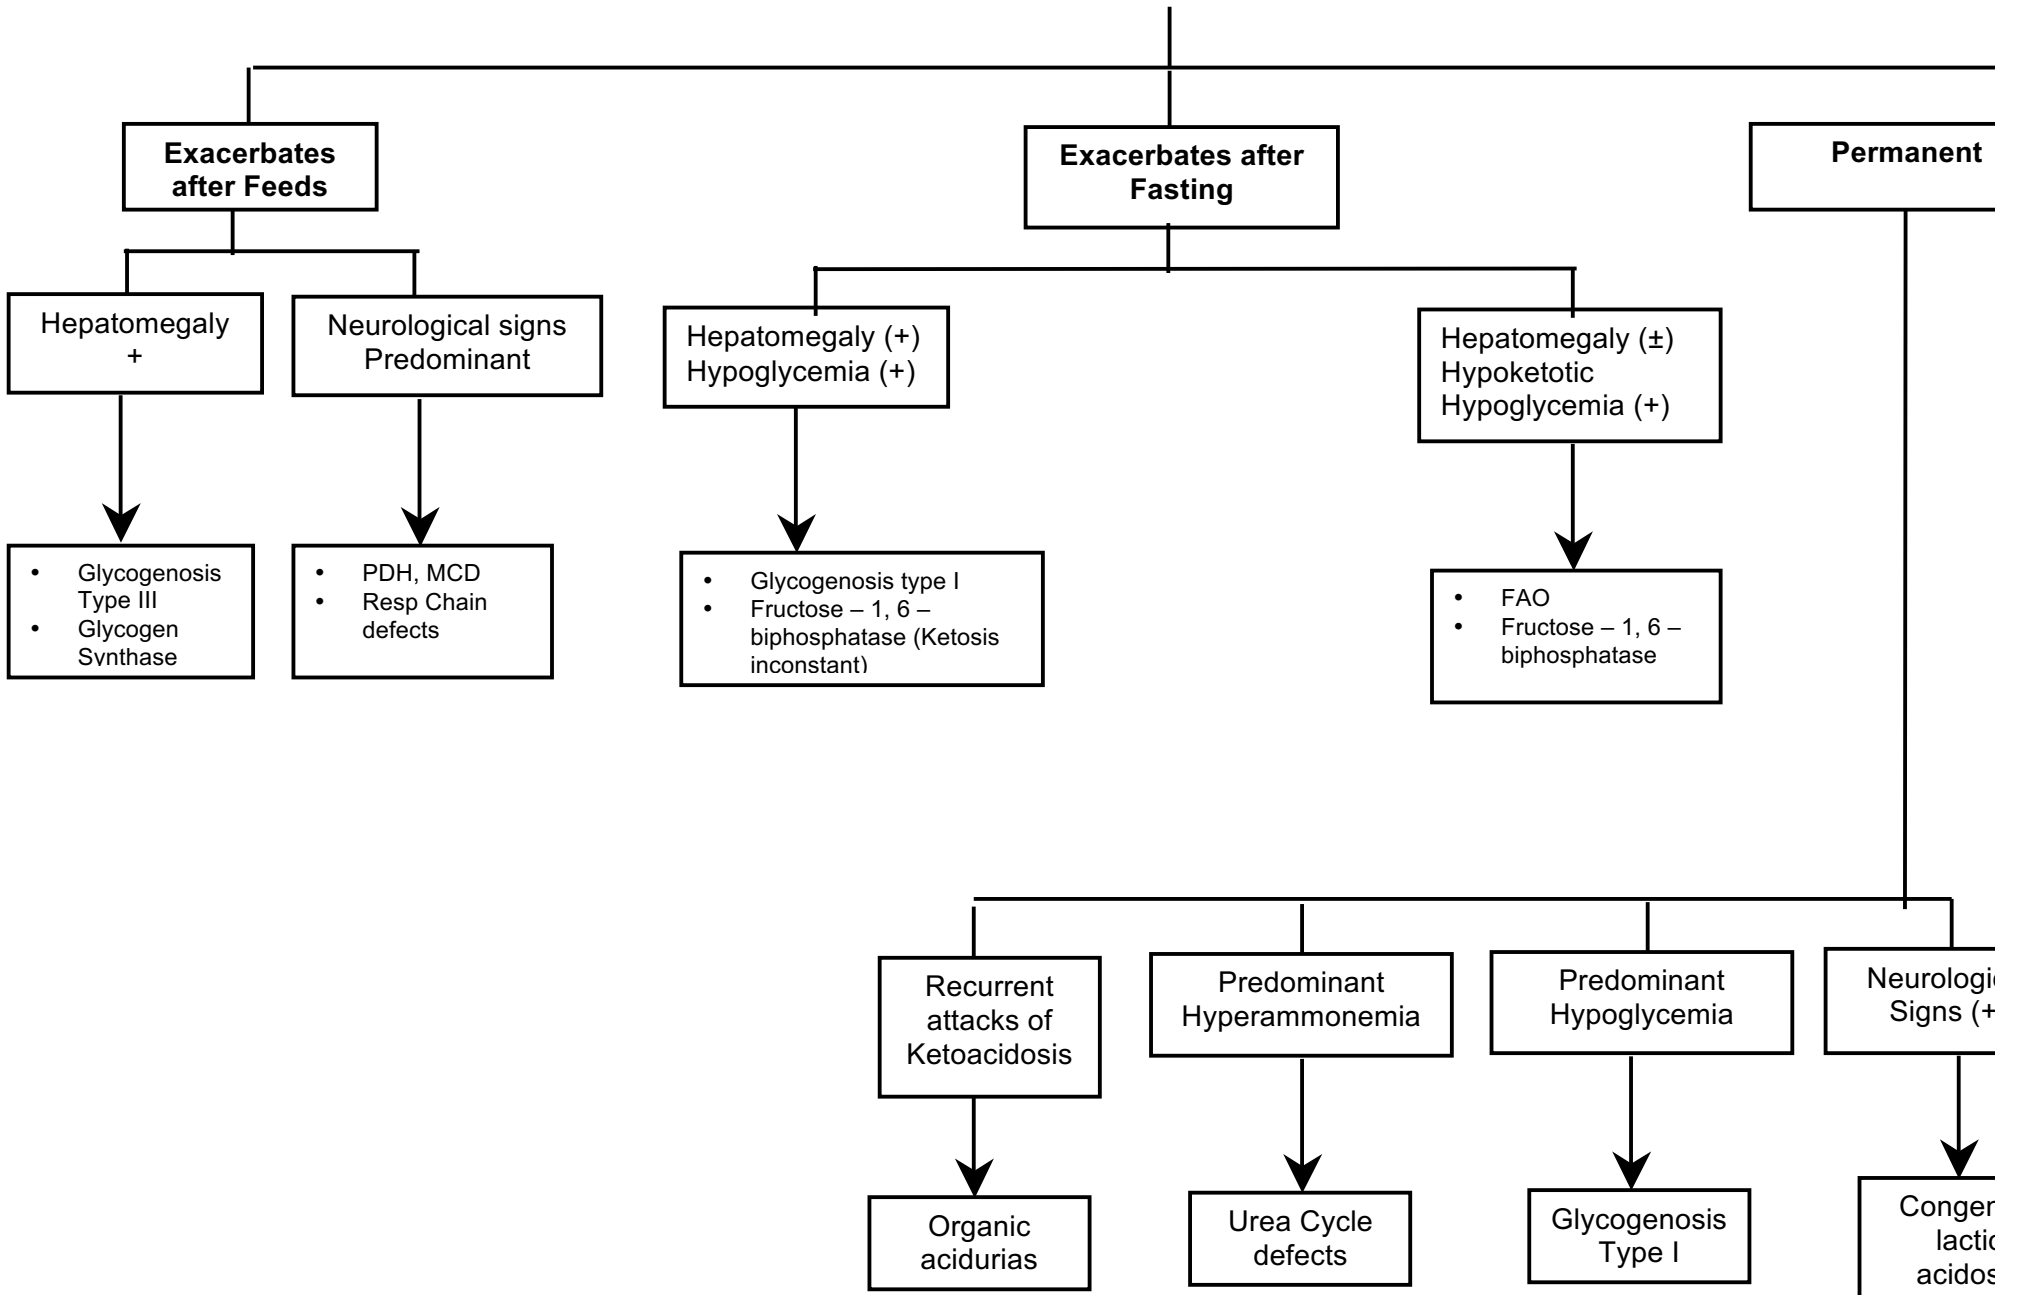 Exacerbates
after Feeds
Exacerbates after
Fasting
Permanent
Hepatomegaly
+
Neurological signs
Predominant
Hepatomegaly (+)
Hypoglycemia (+)
Hepatomegaly (±)
Hypoketotic
Hypoglycemia (+)
• Glycogenosis
Type III
• Glycogen
Synthase
• PDH, MCD
• Resp Chain
defects
• Glycogenosis type I
• Fructose – 1, 6 –
biphosphatase (Ketosis
inconstant)
• FAO
• Fructose – 1, 6 –
biphosphatase
Recurrent
attacks of
Ketoacidosis
Predominant
Hyperammonemia
Predominant
Hypoglycemia
Signs (+
Organic
acidurias
Urea Cycle
defects
Glycogenosis
Type I